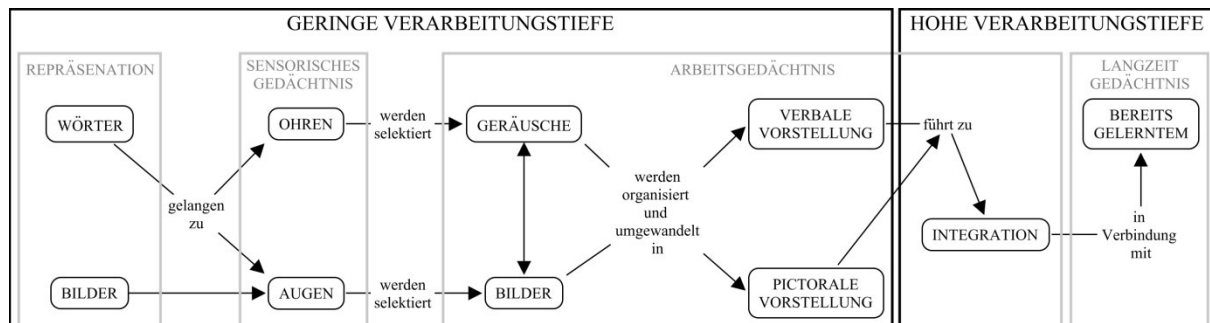 GERINGE VERARBEITUNGSTIEFE
HOHE VERARBEITUNGSTIEFE
REPRÄSENATION
SENSORISCHES
GEDÄCHTNIS
ARBEITSGEDÄCHTNIS
LANGZEIT
GEDÄCHTNIS
WÖRTER
OHREN
werden
selektiert
GERÄUSCHE
VERBALE
VORSTELLUNG
führt zu
BEREITS
GELERNTEM
gelangen
zu
werden
organisiert
und
umgewandelt
in
INTEGRATION
in
Verbindung
mit
BILDER
AUGEN
werden
selektiert
BILDER
PICTORALE
VORSTELLUNG